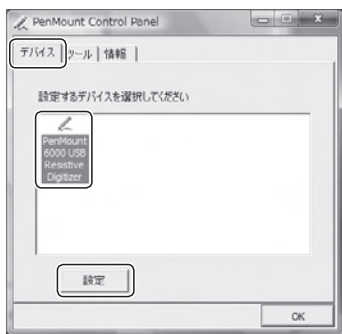 PenMount Control Panel
デバイス ツール 情報
設定するデバイスを選択してください
PenMount
6000 USB
Resistive
Digitizer
設定
OK